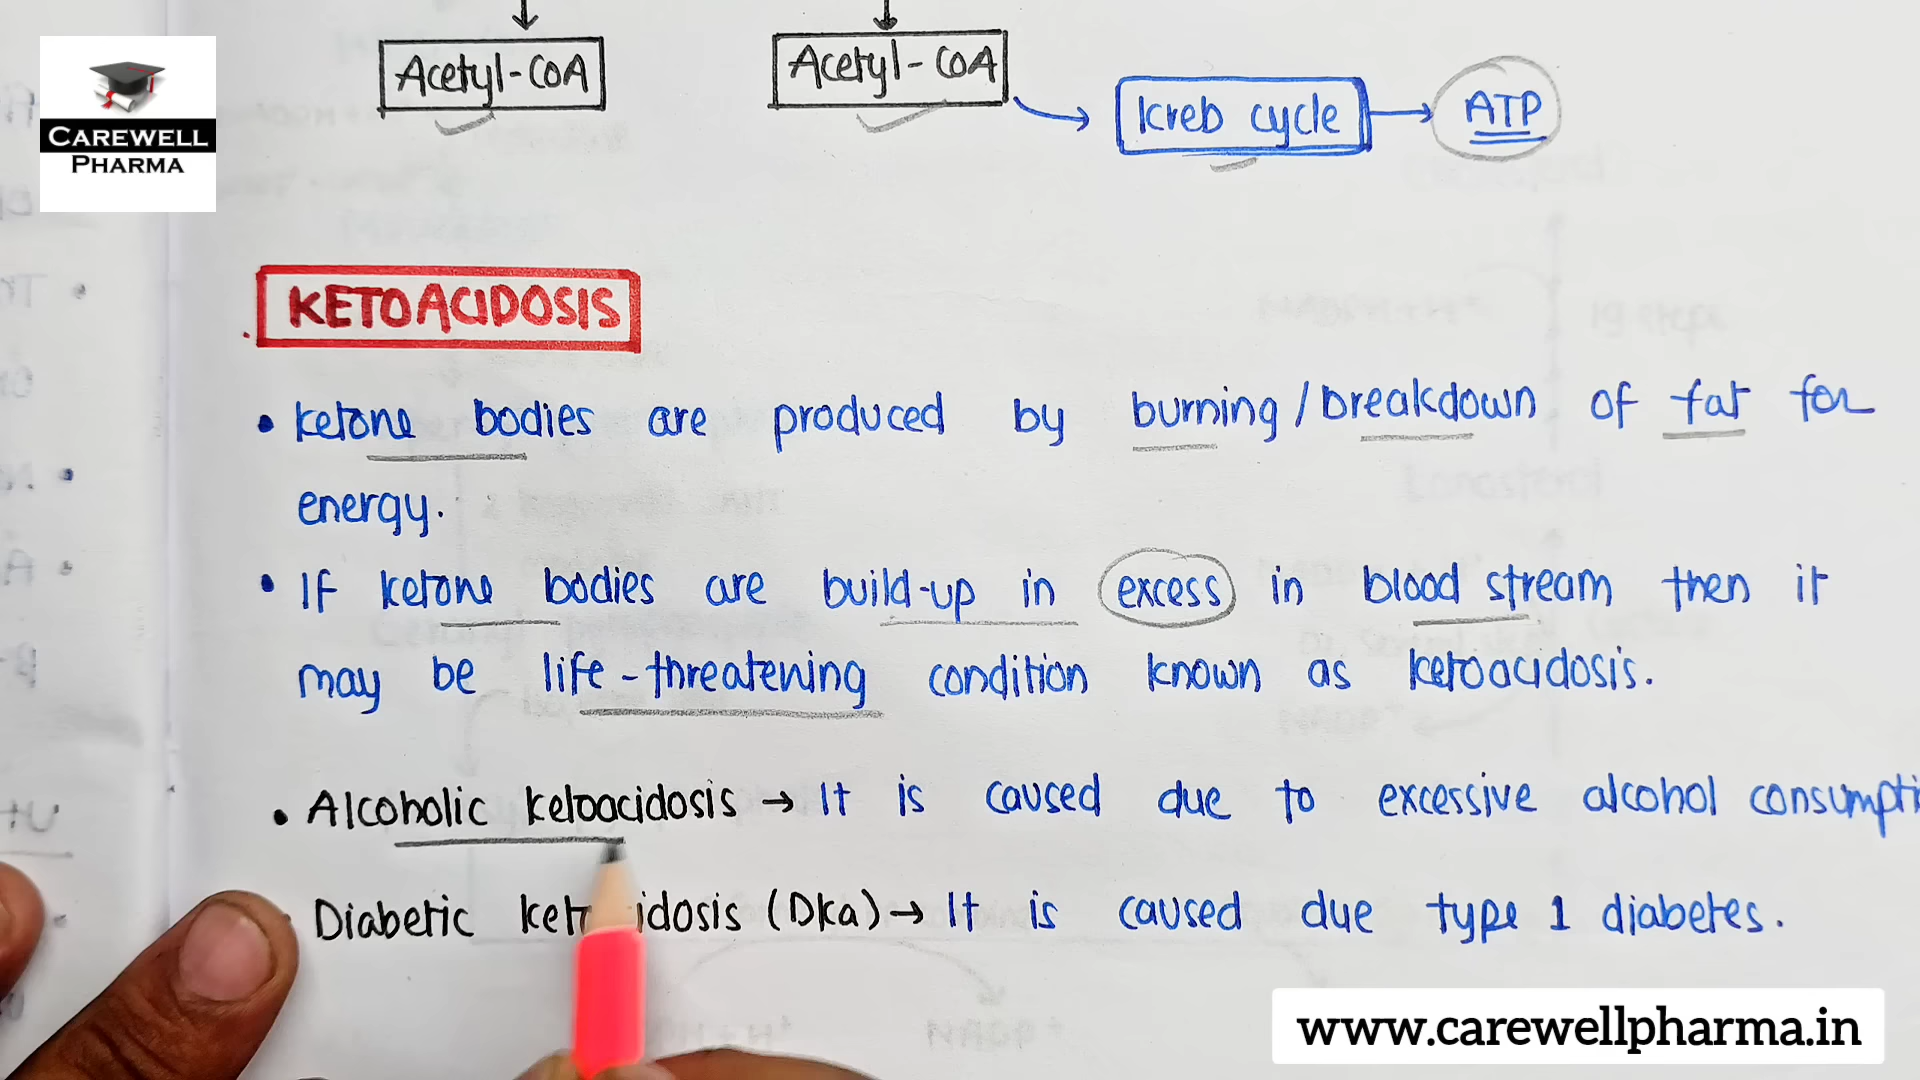 Acetyl-COA
Acetyl-COA
Kreb cycle
ATP
CAREWELL
PHARMA
KETOACIDOSIS
• Ketone bodies are produced by burning/breakdown of fat for
energy.
• If ketone bodies are build-up in excess in blood stream then it
may be life-threatening condition known as ketoacidosis.
• Alcoholic ketoacidosis → It is caused due to excessive alcohol
Diabetic idosis (Dka) → It is caused due type 1 diabetes.
www.carewellpharma.in